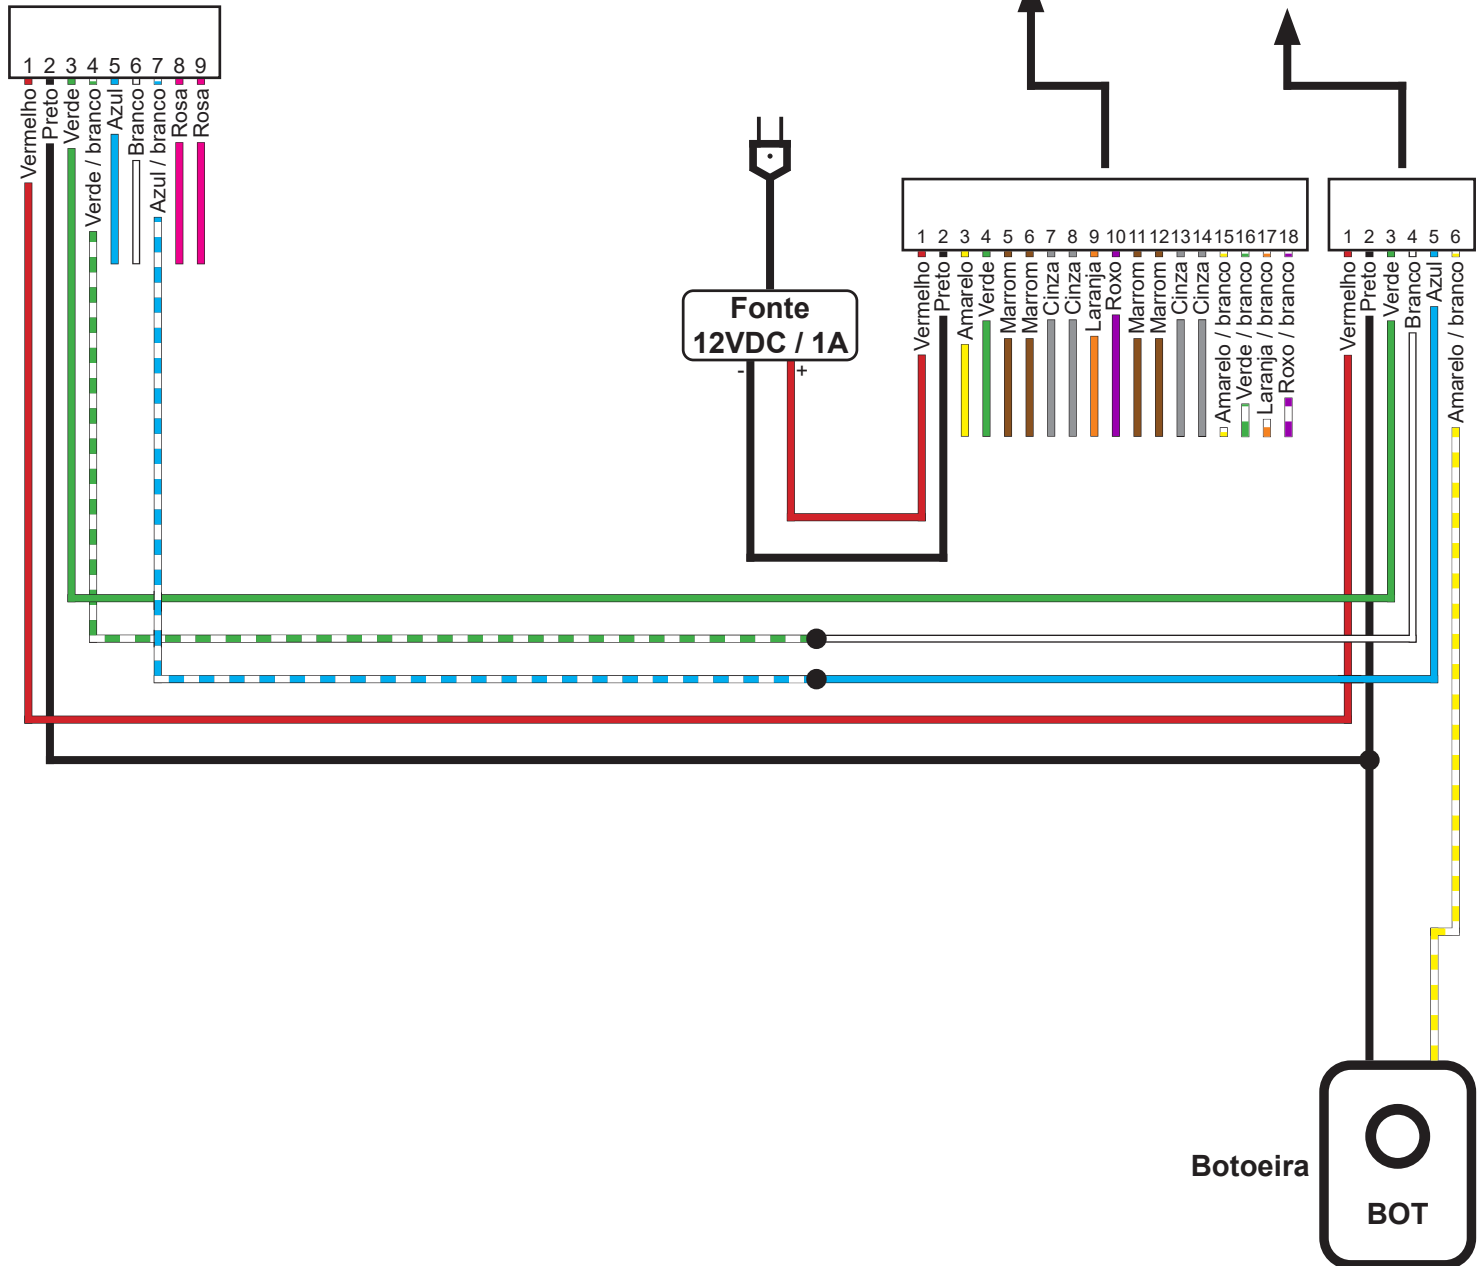 1 2 3 4 5 6 7 8 9
Vermelho
Preto
Verde
Verde / branco
Azul
Branco
Azul / branco
Rosa
Rosa
Fonte
12VDC / 1A
- +
1 2 3 4 5 6 7 8 9 10 11 12 13 14 15 16 17 18
Vermelho
Preto
Amarelo
Verde
Marrom
Marrom
Cinza
Cinza
Laranja
Roxo
Marrom
Marrom
Cinza
Cinza
Amarelo / branco
Verde / branco
Laranja / branco
Roxo / branco
1 2 3 4 5 6
Vermelho
Preto
Verde
Branco
Azul
Amarelo / branco
Botoeira
BOT